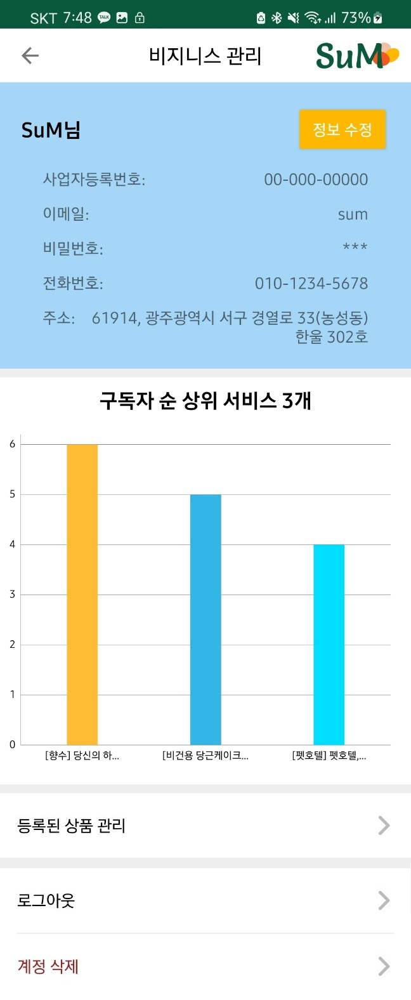 SKT 7:48 TALK 73%
비지니스 관리 SuM
SuM님 정보 수정
사업자등록번호: 00-000-00000
이메일: sum
비밀번호: ***
전화번호: 010-1234-5678
주소: 61914, 광주광역시 서구 경열로 33(농성동)
한울 302호
구독자 순 상위 서비스 3개
6
5
4
3
2
1
0
[향수] 당신의 하... [비건용 당근케이크... [펫호텔] 펫호텔,...
등록된 상품 관리
로그아웃
계정 삭제